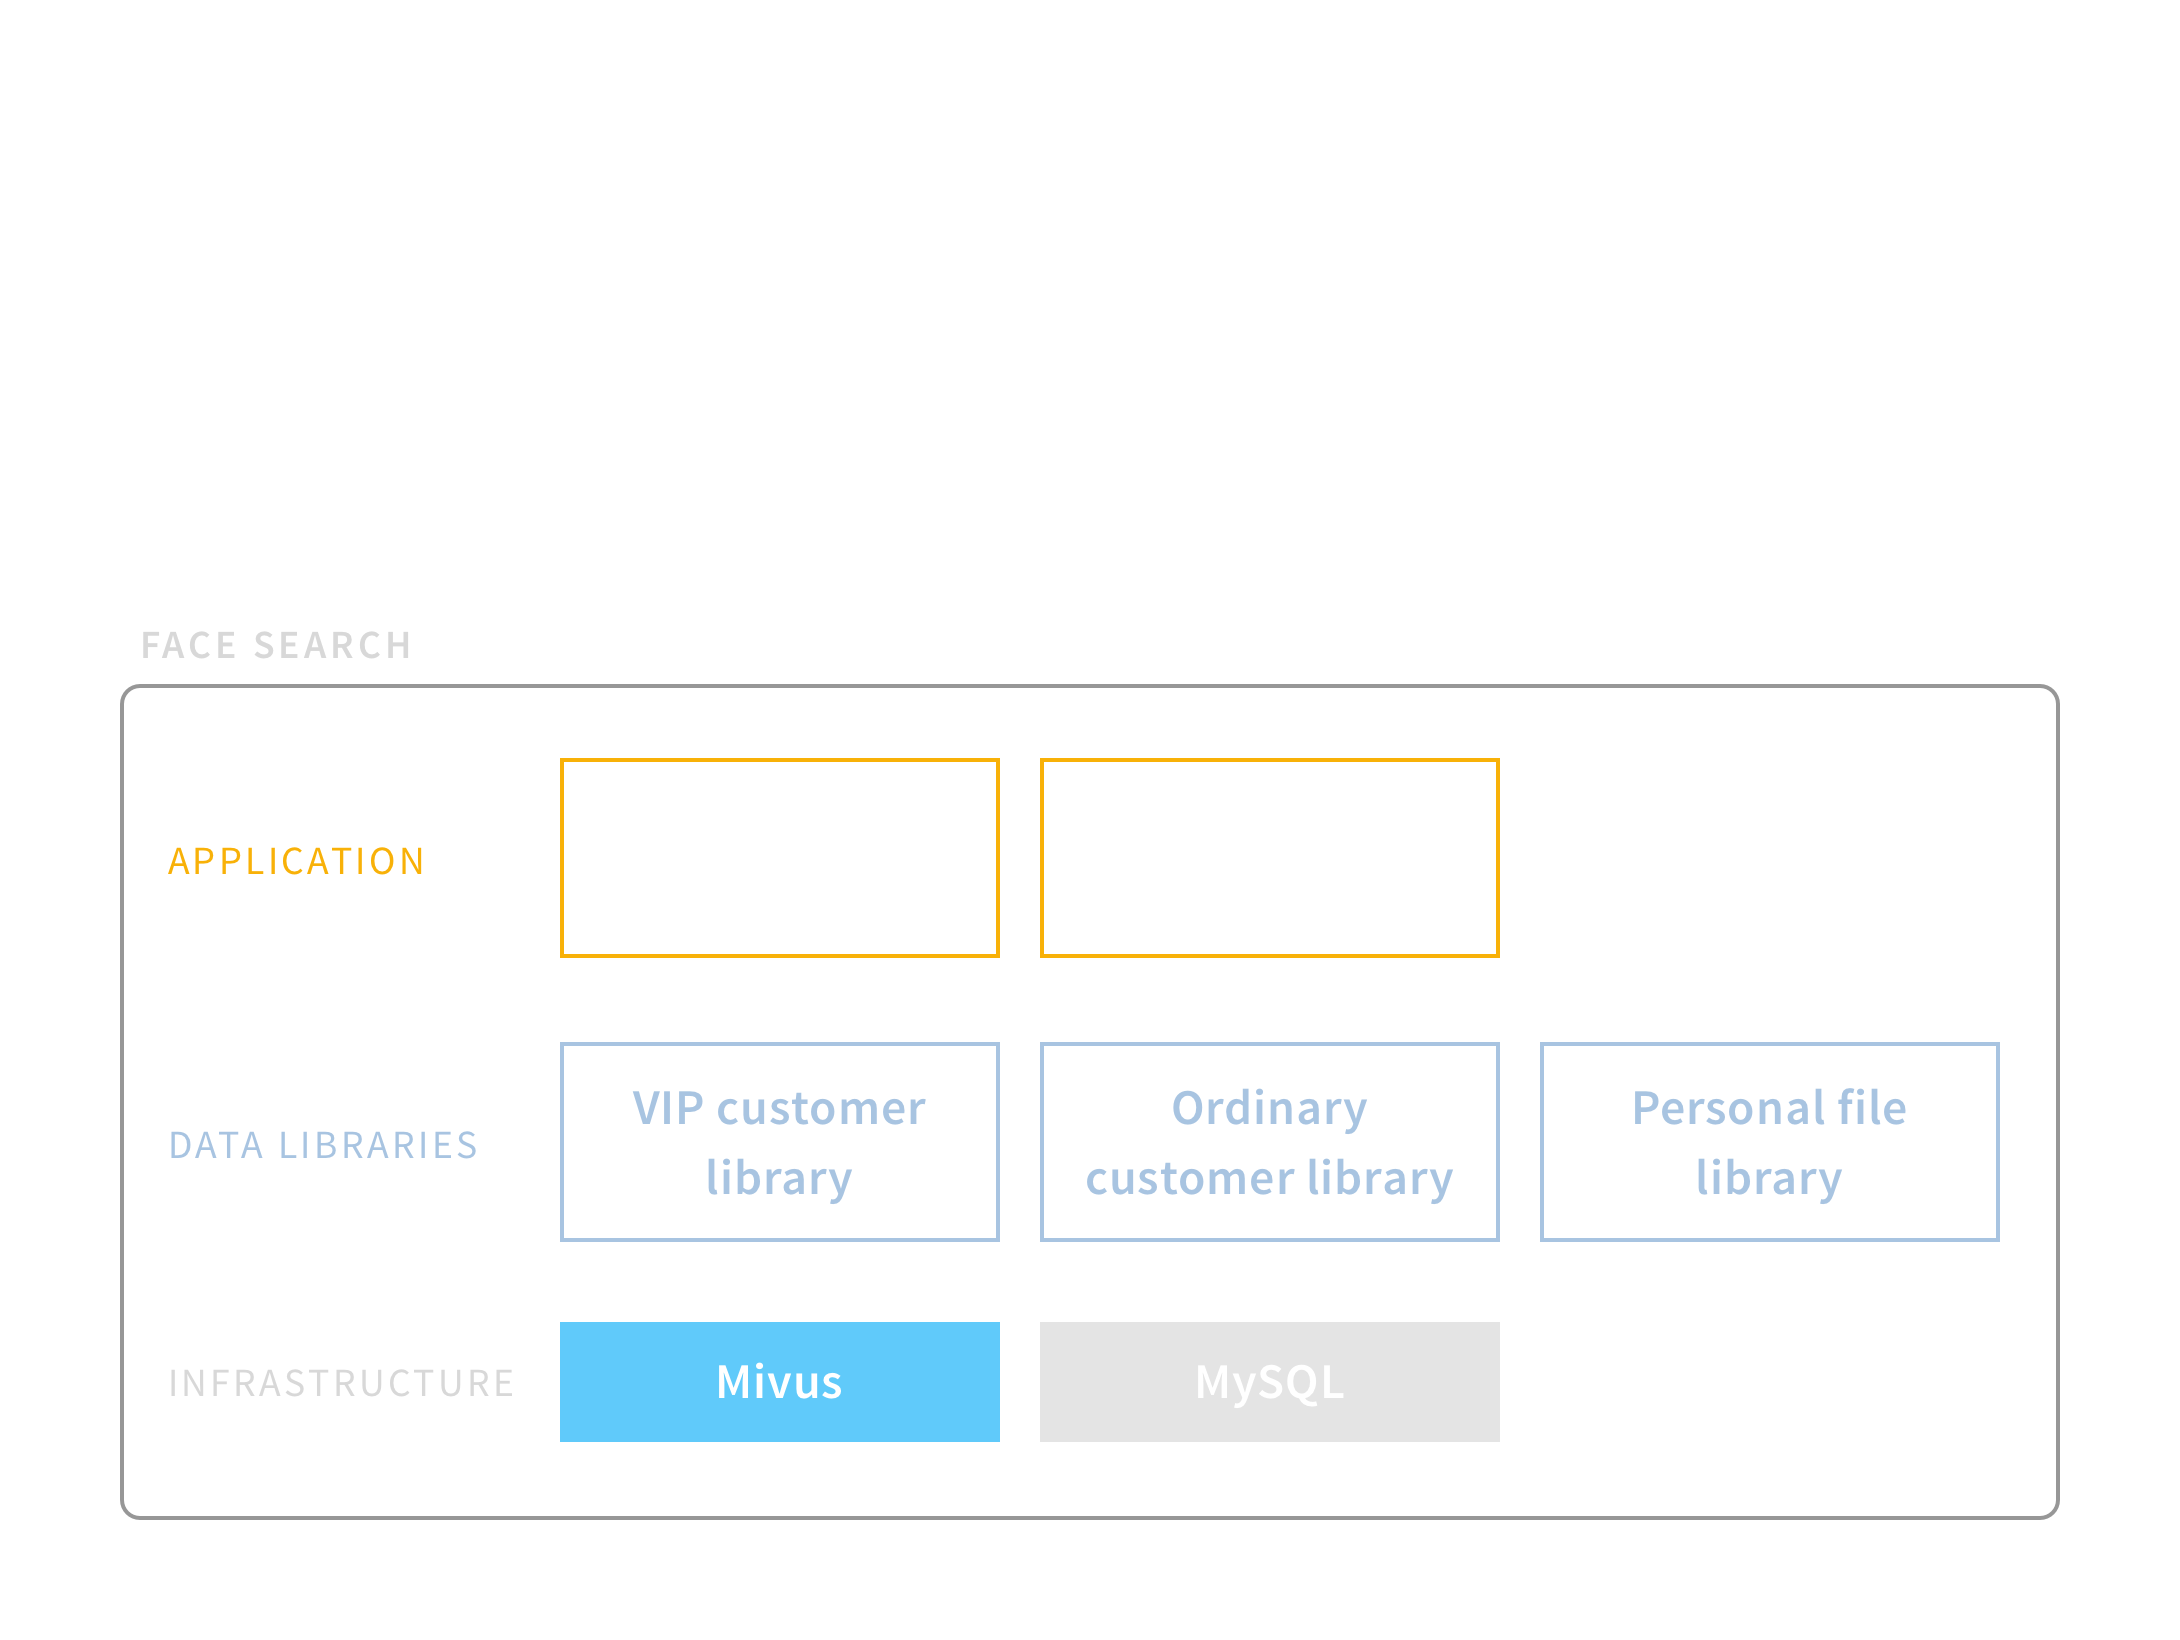 FACE SEARCH
APPLICATION
DATA LIBRARIES
VIP customer
library
Ordinary
customer library
Personal file
library
INFRASTRUCTURE
Mivus
MySQL